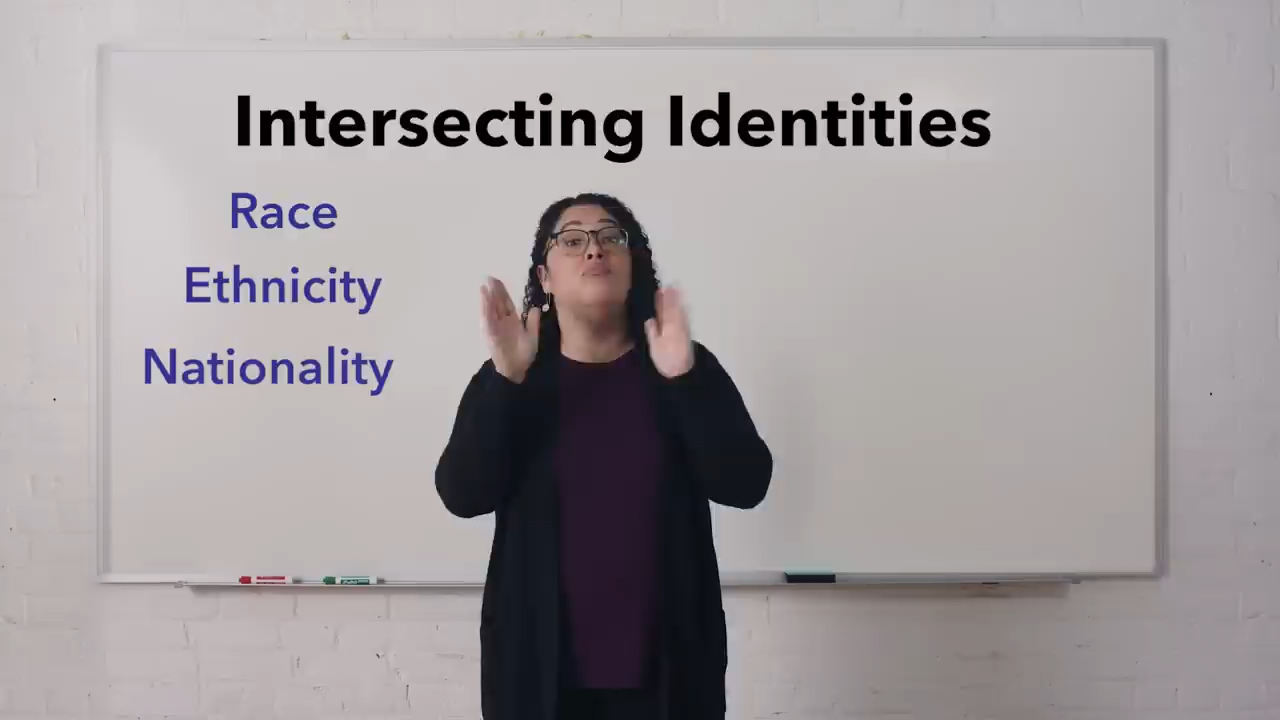 Intersecting Identities
Race
Ethnicity
Nationality